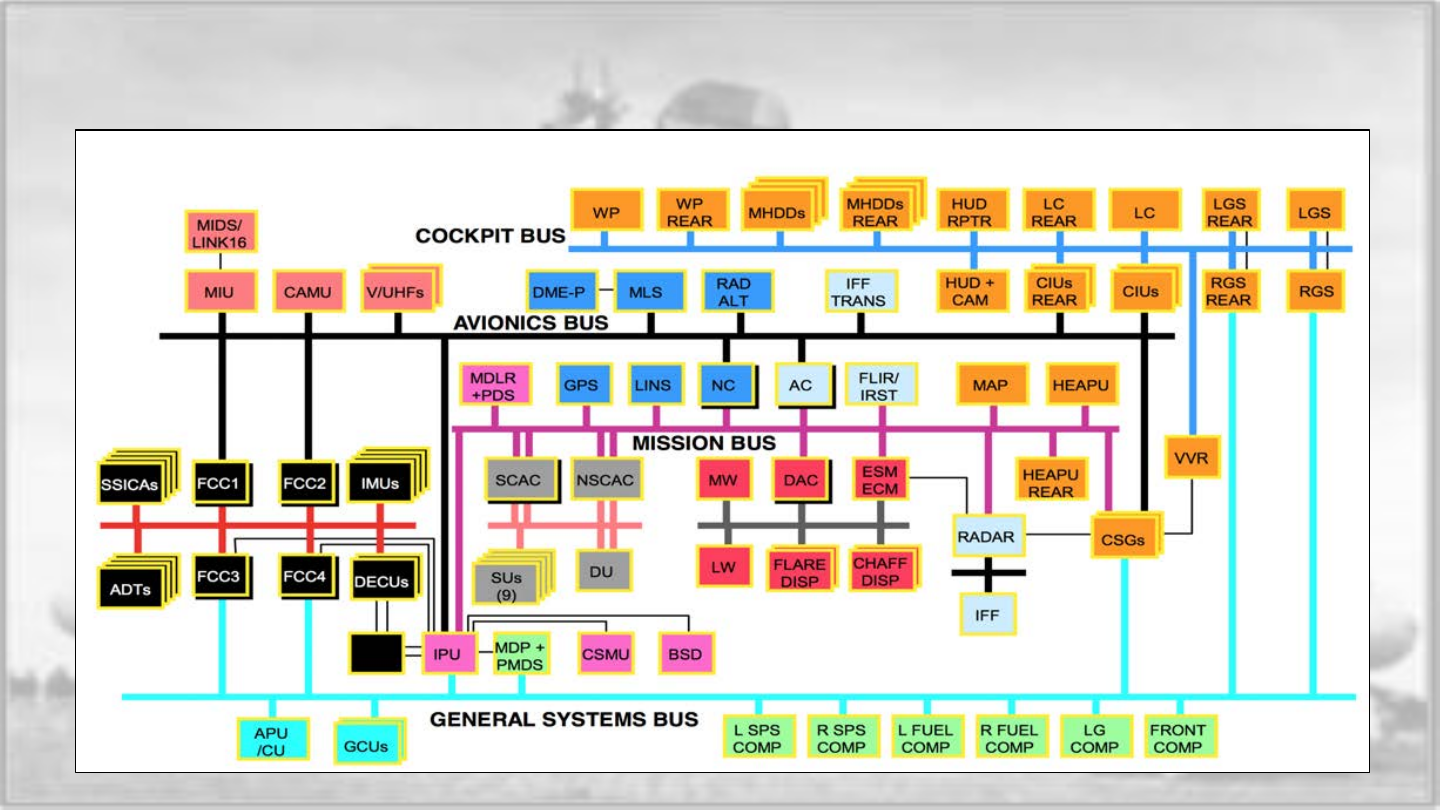 WP
WP
REAR
MHDDs
MHDDs
REAR
HUD
RPTR
LC
REAR
LC
LGS
REAR
LGS
MIDS/
LINK16
COCKPIT BUS
MIU
CAMU
V/UHFs
DME-P
MLS
RAD
ALT
IFF
TRANS
HUD +
CAM
CIUs
REAR
CIUs
RGS
REAR
RGS
AVIONICS BUS
MDLR
+PDS
GPS
LINS
NC
AC
FLIR/
IRST
MAP
HEAPU
MISSION BUS
SSICAs
FCC1
FCC2
IMUs
SCAC
NSCAC
MW
DAC
ESM
ECM
HEAPU
REAR
VVR
RADAR
CSGs
ADTs
FCC3
FCC4
DECUs
SUs
(9)
DU
LW
FLARE
DISP
CHAFF
DISP
IFF
IPU
MDP +
PMDS
CSMU
BSD
GENERAL SYSTEMS BUS
APU
/CU
GCUs
L SPS
COMP
R SPS
COMP
L FUEL
COMP
R FUEL
COMP
LG
COMP
FRONT
COMP